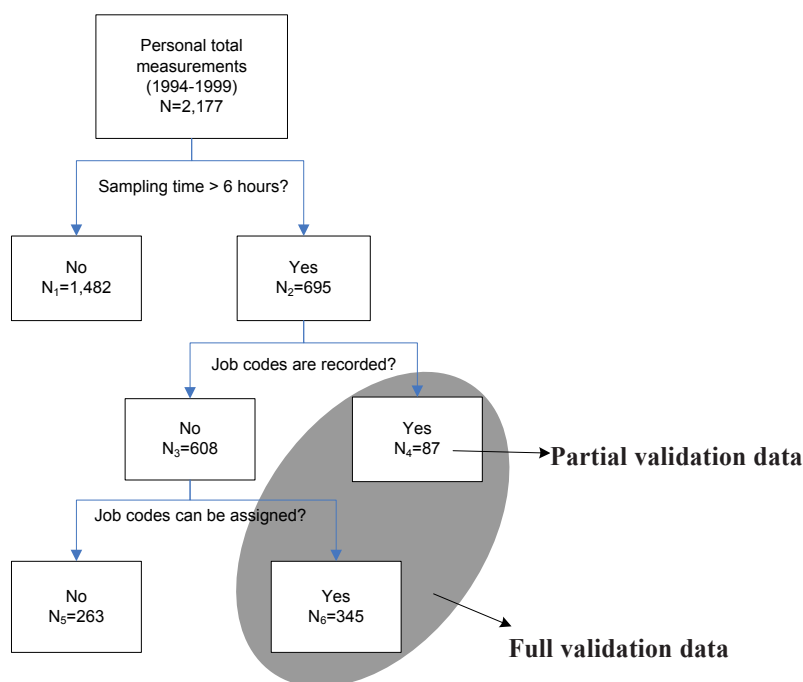 Personal total
measurements
(1994-1999)
N=2,177
Sampling time > 6 hours?
No
N₁=1,482
Yes
N₂=695
Job codes are recorded?
No
N₃=608
Yes
N₄=87
Partial validation data
Job codes can be assigned?
No
N₅=263
Yes
N₆=345
Full validation data